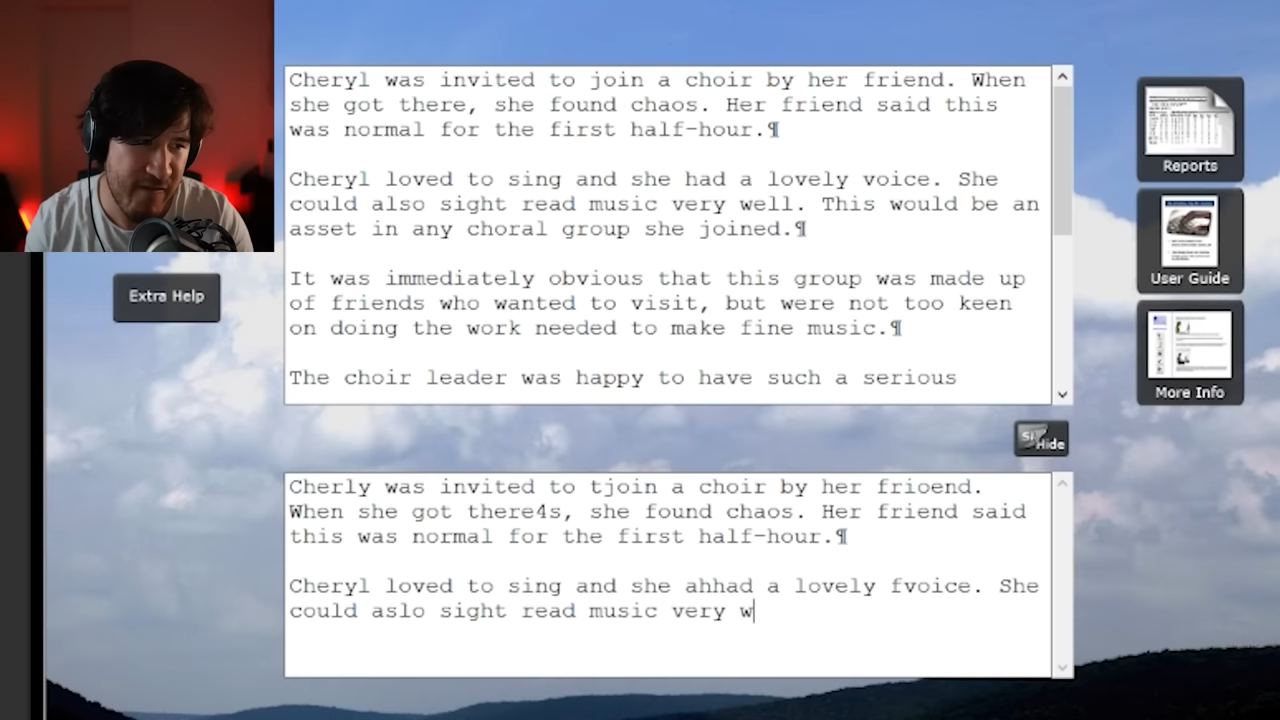 Cheryl was invited to join a choir by her friend. When
she got there, she found chaos. Her friend said this
was normal for the first half-hour.¶
Cheryl loved to sing and she had a lovely voice. She
could also sight read music very well. This would be an
asset in any choral group she joined.¶
It was immediately obvious that this group was made up
of friends who wanted to visit, but were not too keen
on doing the work needed to make fine music.¶
The choir leader was happy to have such a serious
Extra Help
Reports
User Guide
More Info
Hide
Cherly was invited to tjoin a choir by her frioend.
When she got there4s, she found chaos. Her friend said
this was normal for the first half-hour.¶
Cheryl loved to sing and she ahhad a lovely fvoice. She
could aslo sight read music very w